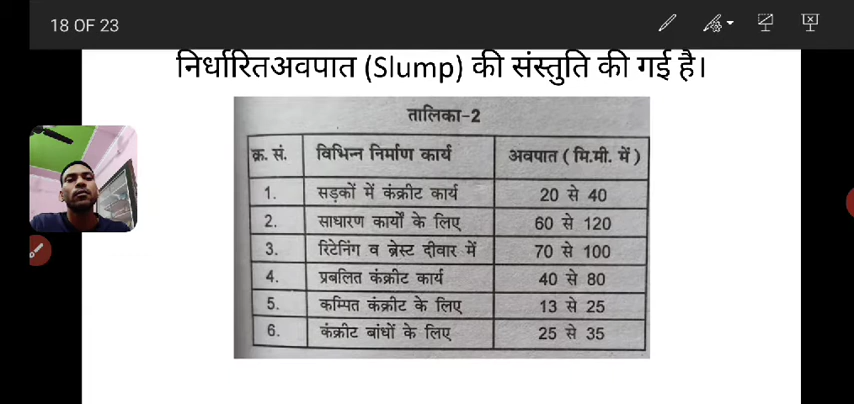 18 OF 23
निर्धारितअवपात (Slump) की संस्तुति की गई है।
तालिका-2
क्र. सं. विभिन्न निर्माण कार्य अवपात ( मि.मी. में )
1. सड़कों में कंक्रीट कार्य 20 से 40
2. साधारण कार्यों के लिए 60 से 120
3. रिटेनिंग व ब्रेस्ट दीवार में 70 से 100
4. प्रबलित कंक्रीट कार्य 40 से 80
5. कम्पित कंक्रीट के लिए 13 से 25
6. कंक्रीट बांधों के लिए 25 से 35